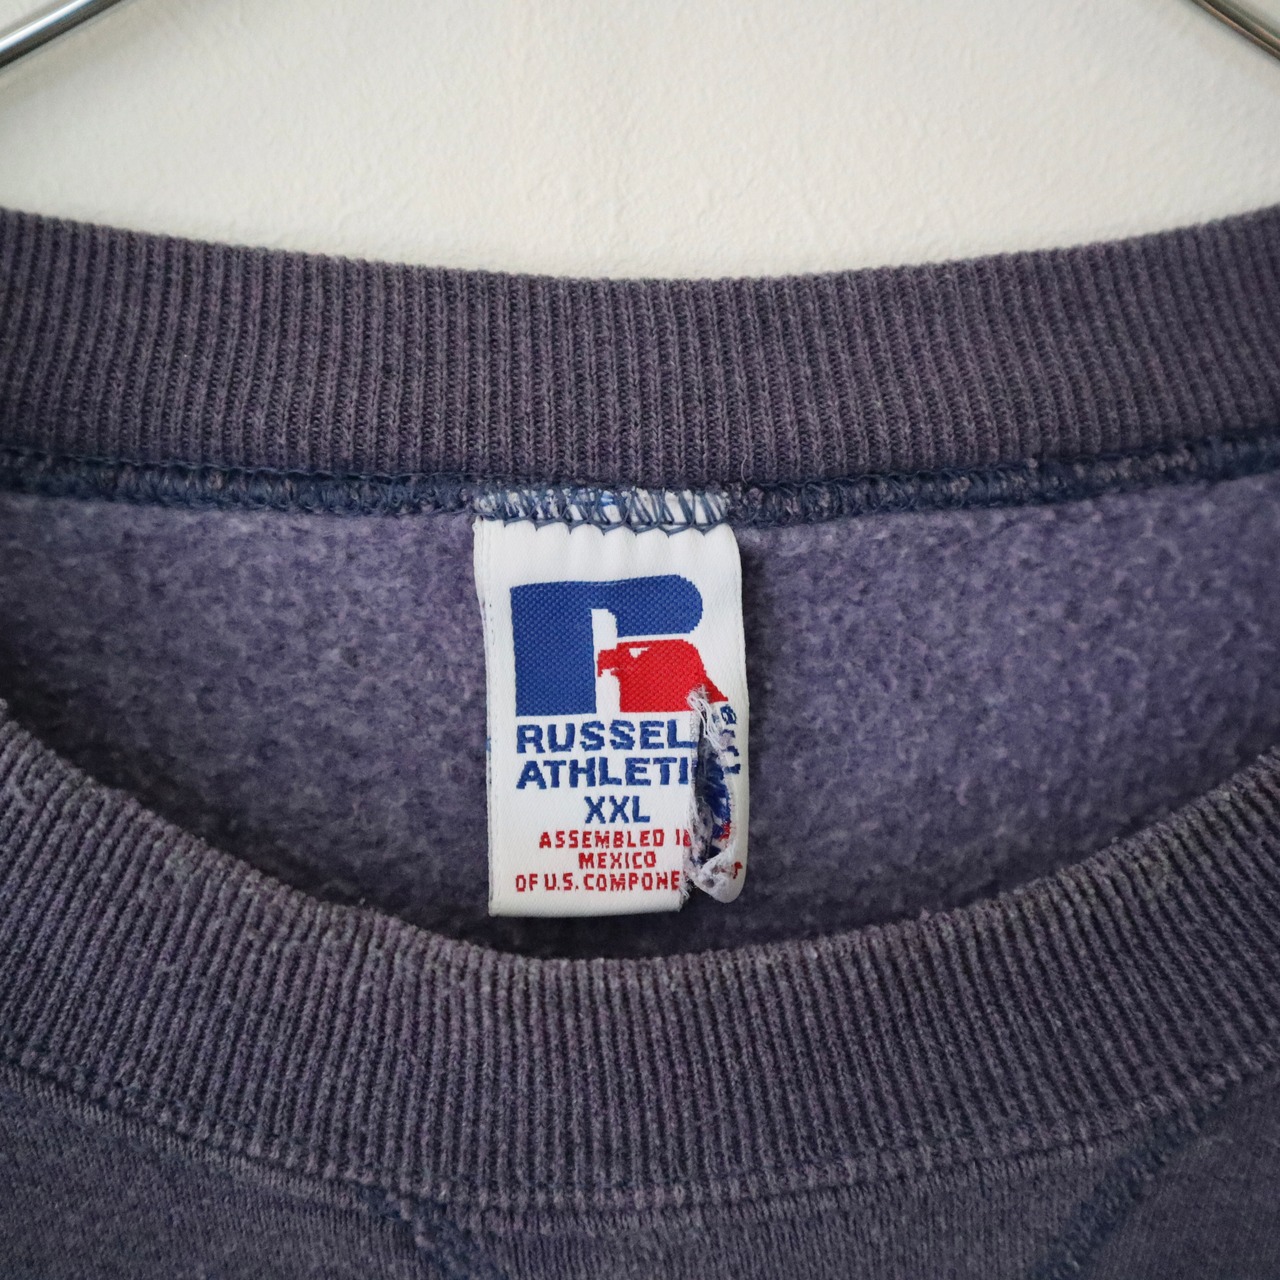 R
RUSSEL
ATHLETI
XXL
ASSEMBLED I
MEXICO
OF U.S. COMPONE